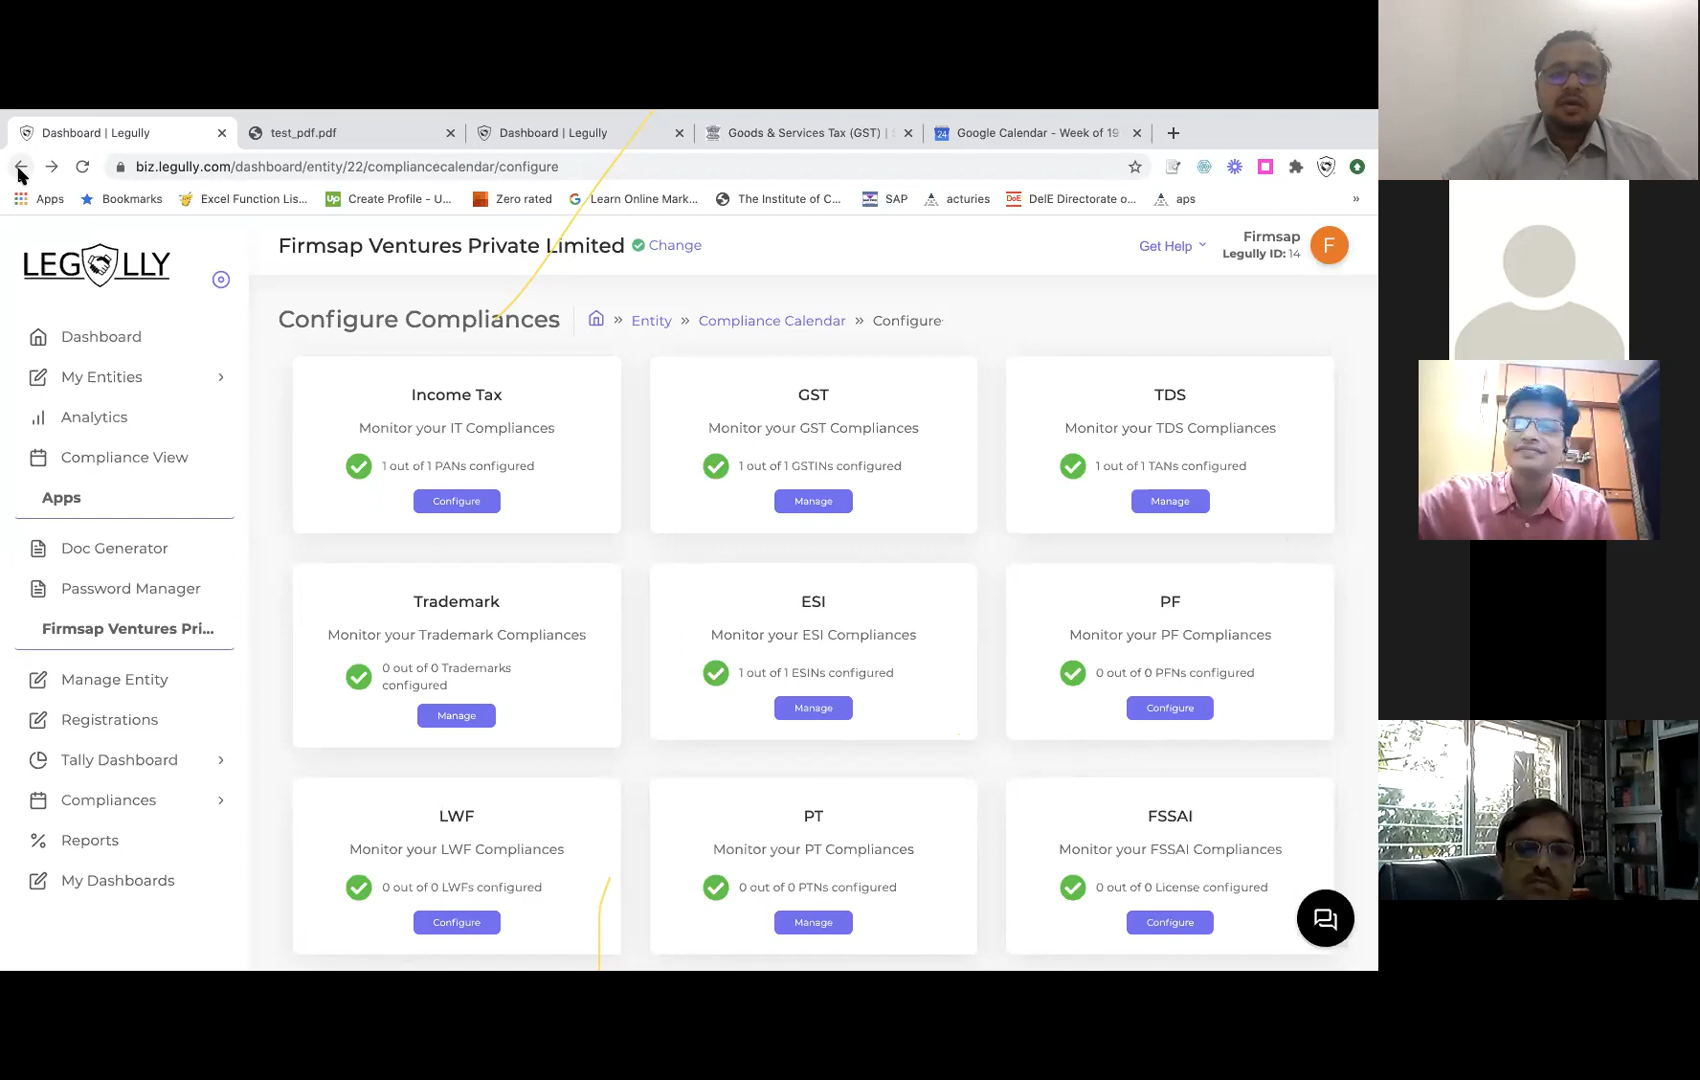 Dashboard | Legully
test_pdf.pdf
Dashboard | Legully
Goods & Services Tax (GST) |
Google Calendar - Week of 19
biz.legully.com/dashboard/entity/22/compliancecalendar/configure
Apps
Bookmarks
Excel Function Lis...
Create Profile - U...
Zero rated
Learn Online Mark...
The Institute of C...
SAP
acturies
DoE
DelE Directorate o...
aps
»
LEGULLY
Firmsap Ventures Private Limited
Change
Get Help
Firmsap
Legully ID: 14
F
Configure Compliances
» Entity » Compliance Calendar » Configure
Dashboard
My Entities
Analytics
Compliance View
Apps
Doc Generator
Password Manager
Firmsap Ventures Pri...
Manage Entity
Registrations
Tally Dashboard
Compliances
Reports
My Dashboards
Income Tax
Monitor your IT Compliances
1 out of 1 PANs configured
Configure
GST
Monitor your GST Compliances
1 out of 1 GSTINs configured
Manage
TDS
Monitor your TDS Compliances
1 out of 1 TANs configured
Manage
Trademark
Monitor your Trademark Compliances
0 out of 0 Trademarks
configured
Manage
ESI
Monitor your ESI Compliances
1 out of 1 ESINs configured
Manage
PF
Monitor your PF Compliances
0 out of 0 PFNs configured
Configure
LWF
Monitor your LWF Compliances
0 out of 0 LWFs configured
Configure
PT
Monitor your PT Compliances
0 out of 0 PTNs configured
Manage
FSSAI
Monitor your FSSAI Compliances
0 out of 0 License configured
Configure